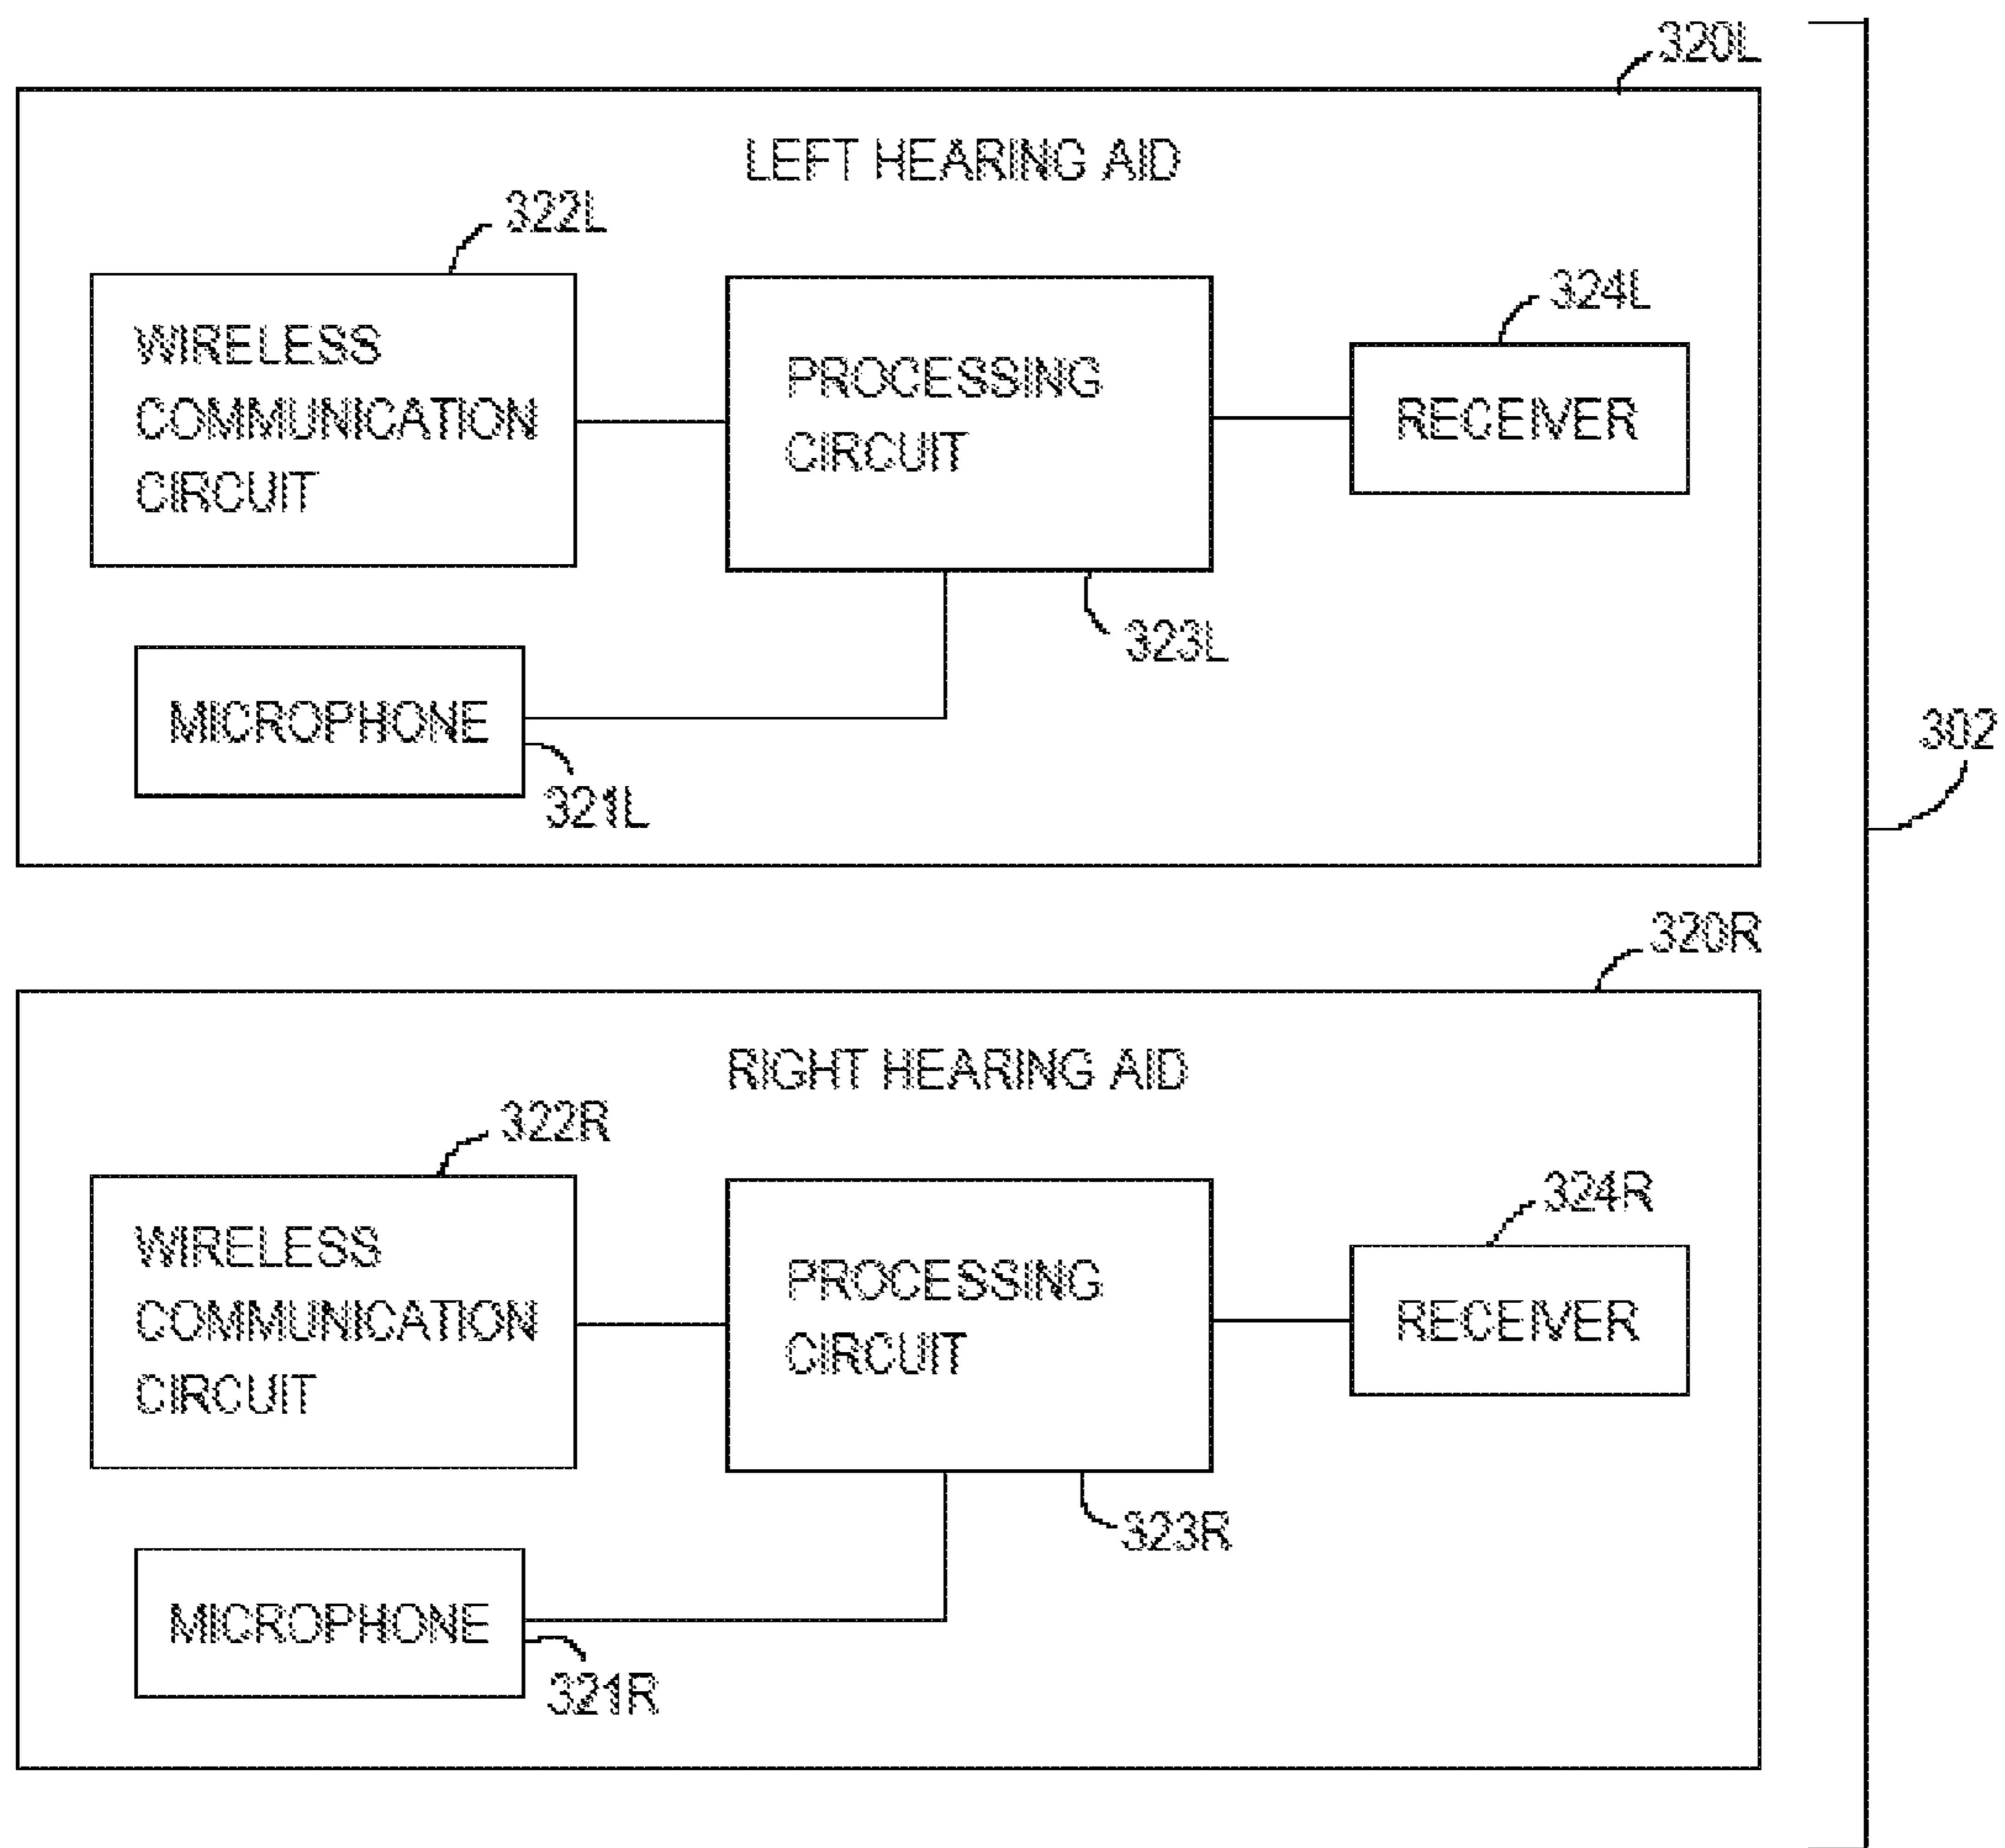 320L
LEFT HEARING AID
322L
WIRELESS
COMMUNICATION
CIRCUIT
PROCESSING
CIRCUIT
324L
RECEIVER
323L
MICROPHONE
321L
302
320R
RIGHT HEARING AID
322R
WIRELESS
COMMUNICATION
CIRCUIT
PROCESSING
CIRCUIT
324R
RECEIVER
323R
MICROPHONE
321R